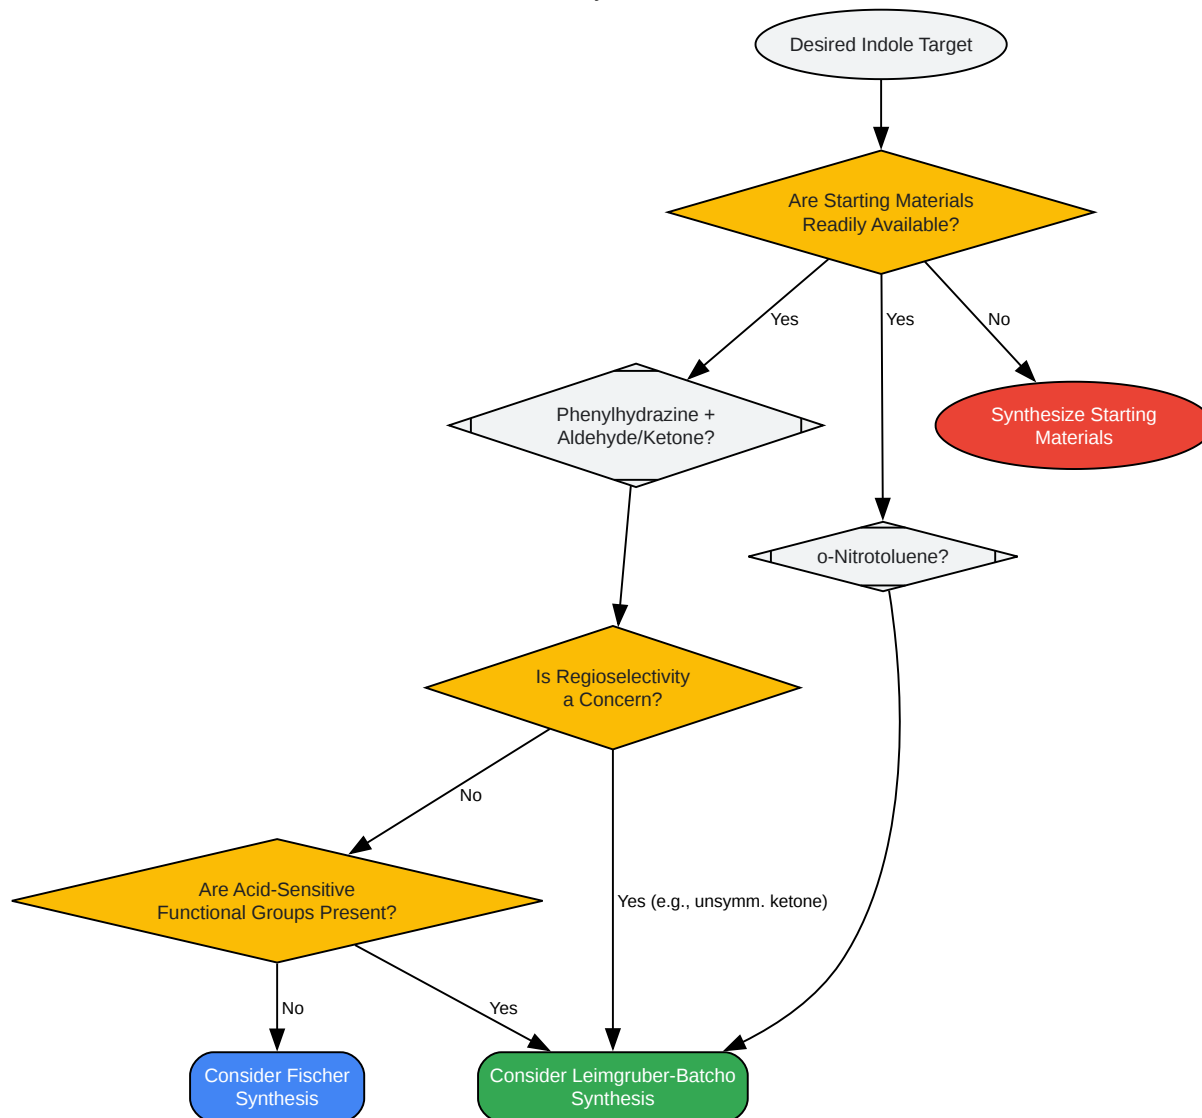 Desired Indole Target
Are Starting Materials
Readily Available?
Yes
Yes
No
Phenylhydrazine +
Aldehyde/Ketone?
Synthesize Starting
Materials
o-Nitrotoluene?
Is Regioselectivity
a Concern?
No
Are Acid-Sensitive
Functional Groups Present?
Yes (e.g., unsymm. ketone)
No
Yes
Consider Fischer
Synthesis
Consider Leimgruber-Batcho
Synthesis